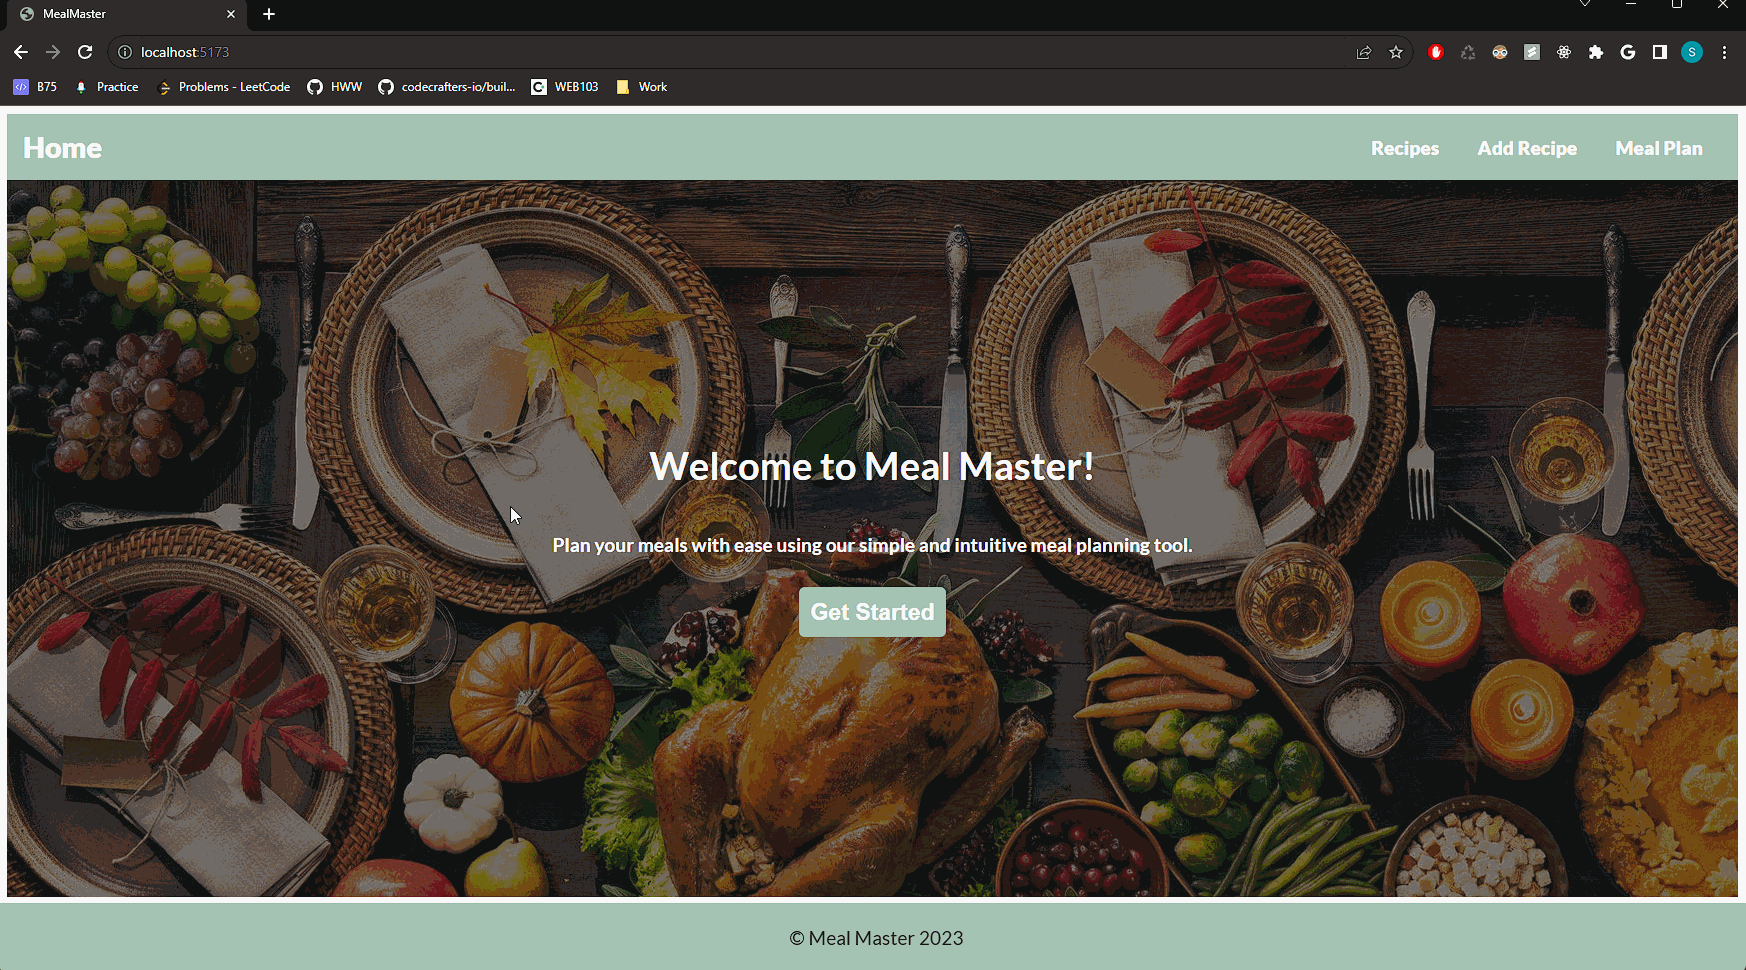 MealMaster
localhost:5173
B75 Practice Problems - LeetCode HWW codecrafters-io/buil... WEB103 Work
S
Home Recipes Add Recipe Meal Plan
Welcome to Meal Master!
Plan your meals with ease using our simple and intuitive meal planning tool.
Get Started
© Meal Master 2023